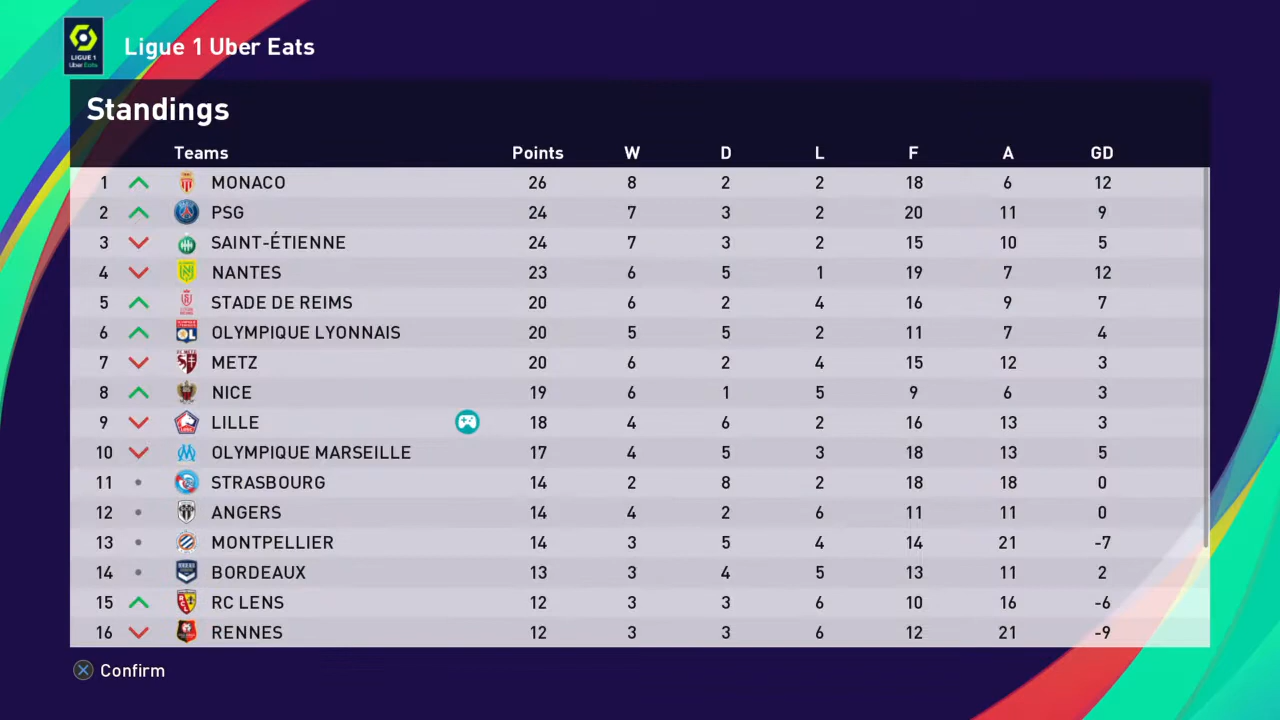 LIGUE 1
Uber Eats
Ligue 1 Uber Eats
Standings
Teams Points W D L F A GD
1 MONACO 26 8 2 2 18 6 12
2 PSG 24 7 3 2 20 11 9
3 SAINT-ÉTIENNE 24 7 3 2 15 10 5
4 NANTES 23 6 5 1 19 7 12
5 STADE DE REIMS 20 6 2 4 16 9 7
6 OLYMPIQUE LYONNAIS 20 5 5 2 11 7 4
7 METZ 20 6 2 4 15 12 3
8 NICE 19 6 1 5 9 6 3
9 LILLE 18 4 6 2 16 13 3
10 OLYMPIQUE MARSEILLE 17 4 5 3 18 13 5
11 STRASBOURG 14 2 8 2 18 18 0
12 ANGERS 14 4 2 6 11 11 0
13 MONTPELLIER 14 3 5 4 14 21 -7
14 BORDEAUX 13 3 4 5 13 11 2
15 RC LENS 12 3 3 6 10 16 -6
16 RENNES 12 3 3 6 12 21 -9
Confirm